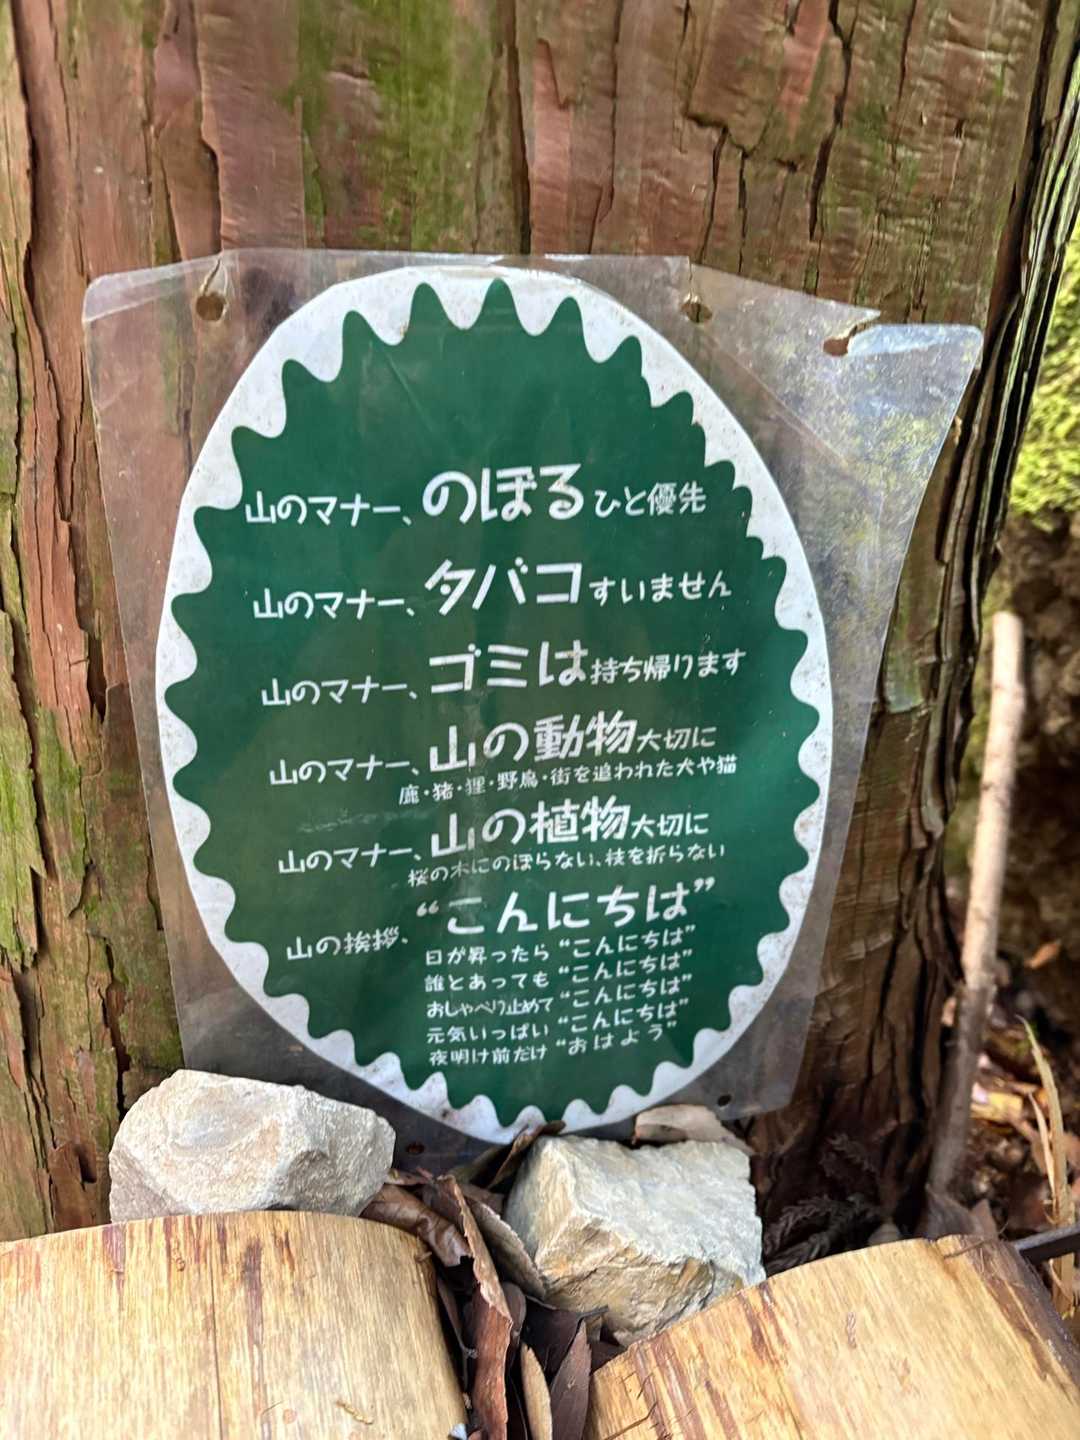 山のマナー、のぼるひと優先
山のマナー、タバコすいません
山のマナー、ゴミは持ち帰ります
山のマナー、山の動物大切に
鹿・猪・狸・野鳥・街を追われた犬や猫
山のマナー、山の植物大切に
桜の木にのぼらない、枝を折らない
山の挨拶、“こんにちは”
日が昇ったら“こんにちは”
誰とあっても“こんにちは”
おしゃべり止めて“こんにちは”
元気いっぱい“こんにちは”
夜明け前だけ“おはよう”